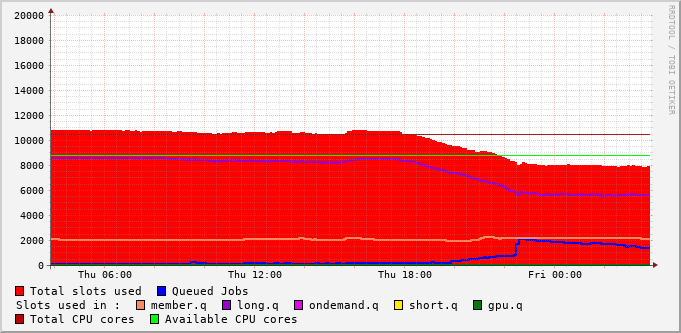 20000
18000
16000
14000
12000
10000
8000
6000
4000
2000
0
Thu 06:00 Thu 12:00 Thu 18:00 Fri 00:00
RRDTOOL / TOBI OETIKER
Total slots used Queued Jobs
Slots used in : member.q long.q ondemand.q short.q gpu.q
Total CPU cores Available CPU cores